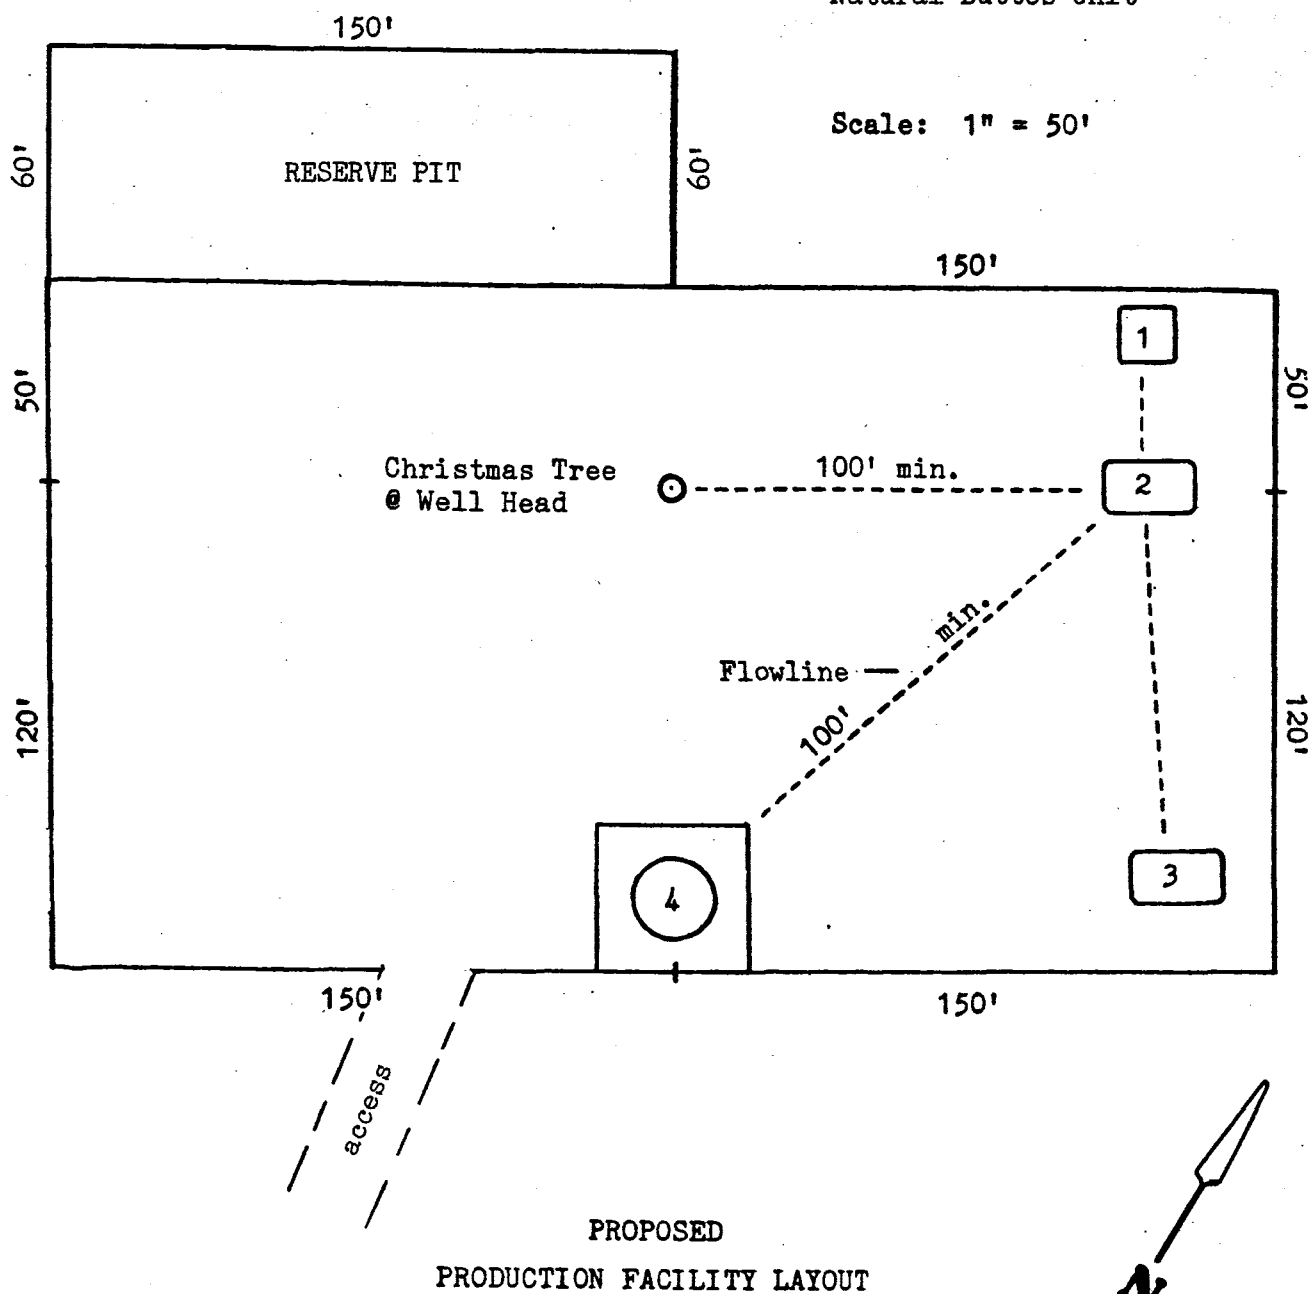 150'
Scale: 1" = 50'
60'
RESERVE PIT
60'
150'
1
50'
50'
Christmas Tree
@ Well Head
100' min.
2
min.
Flowline
100'
120'
120'
3
4
150'
150'
access
PROPOSED
PRODUCTION FACILITY LAYOUT
N